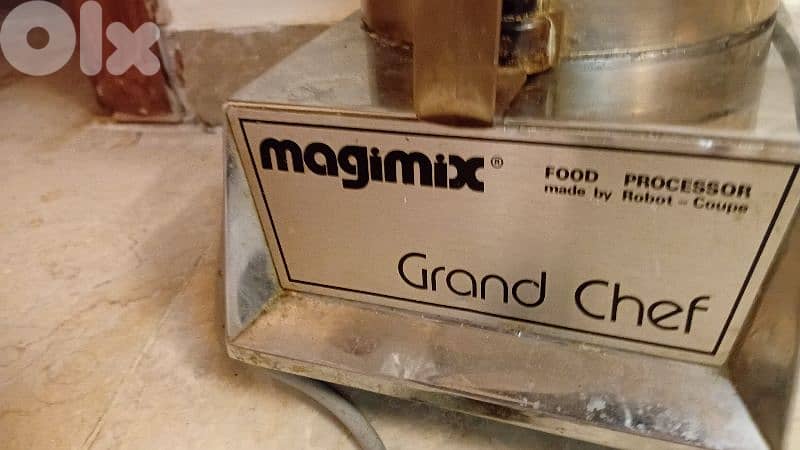 OLX
magimix®
FOOD PROCESSOR
made by Robot - Coupe
Grand Chef